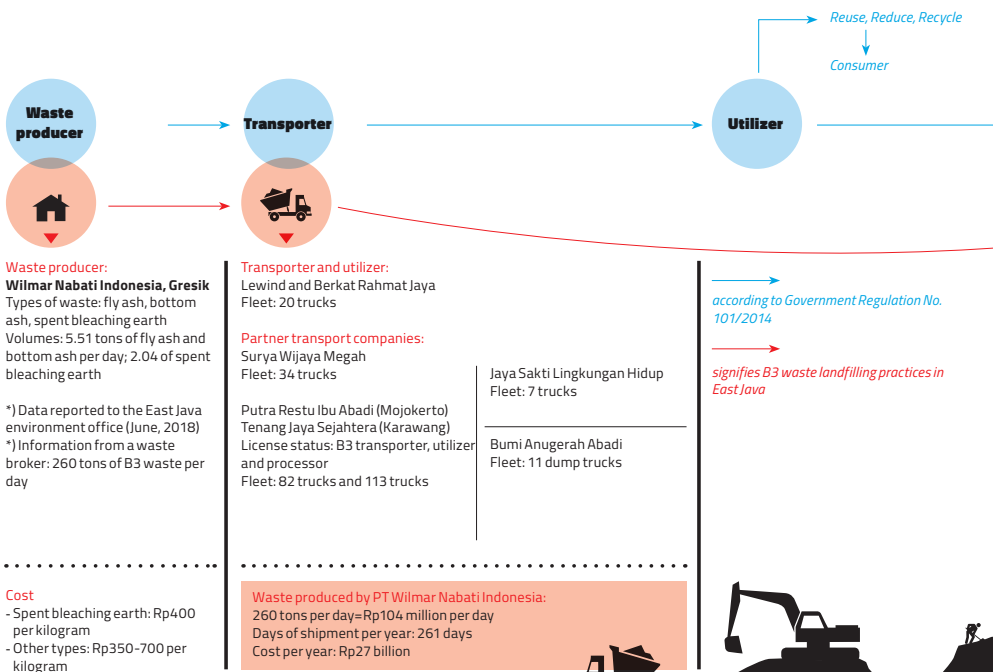 Reuse, Reduce, Recycle
Consumer
Waste
producer
Transporter
Utilizer
Waste producer:
Wilmar Nabati Indonesia, Gresik
Types of waste: fly ash, bottom
ash, spent bleaching earth
Volumes: 5.51 tons of fly ash and
bottom ash per day; 2.04 of spent
bleaching earth
*) Data reported to the East Java
environment office (June, 2018)
*) Information from a waste
broker: 260 tons of B3 waste per
day
Cost
- Spent bleaching earth: Rp400
per kilogram
- Other types: Rp350-700 per
kilogram
Transporter and utilizer:
Lewind and Berkat Rahmat Jaya
Fleet: 20 trucks
Partner transport companies:
Surya Wijaya Megah
Fleet: 34 trucks
Putra Restu Ibu Abadi (Mojokerto)
Tenang Jaya Sejahtera (Karawang)
License status: B3 transporter, utilizer
and processor
Fleet: 82 trucks and 113 trucks
Jaya Sakti Lingkungan Hidup
Fleet: 7 trucks
Bumi Anugerah Abadi
Fleet: 11 dump trucks
Waste produced by PT Wilmar Nabati Indonesia:
260 tons per day=Rp104 million per day
Days of shipment per year: 261 days
Cost per year: Rp27 billion
according to Government Regulation No.
101/2014
signifies B3 waste landfilling practices in
East Java